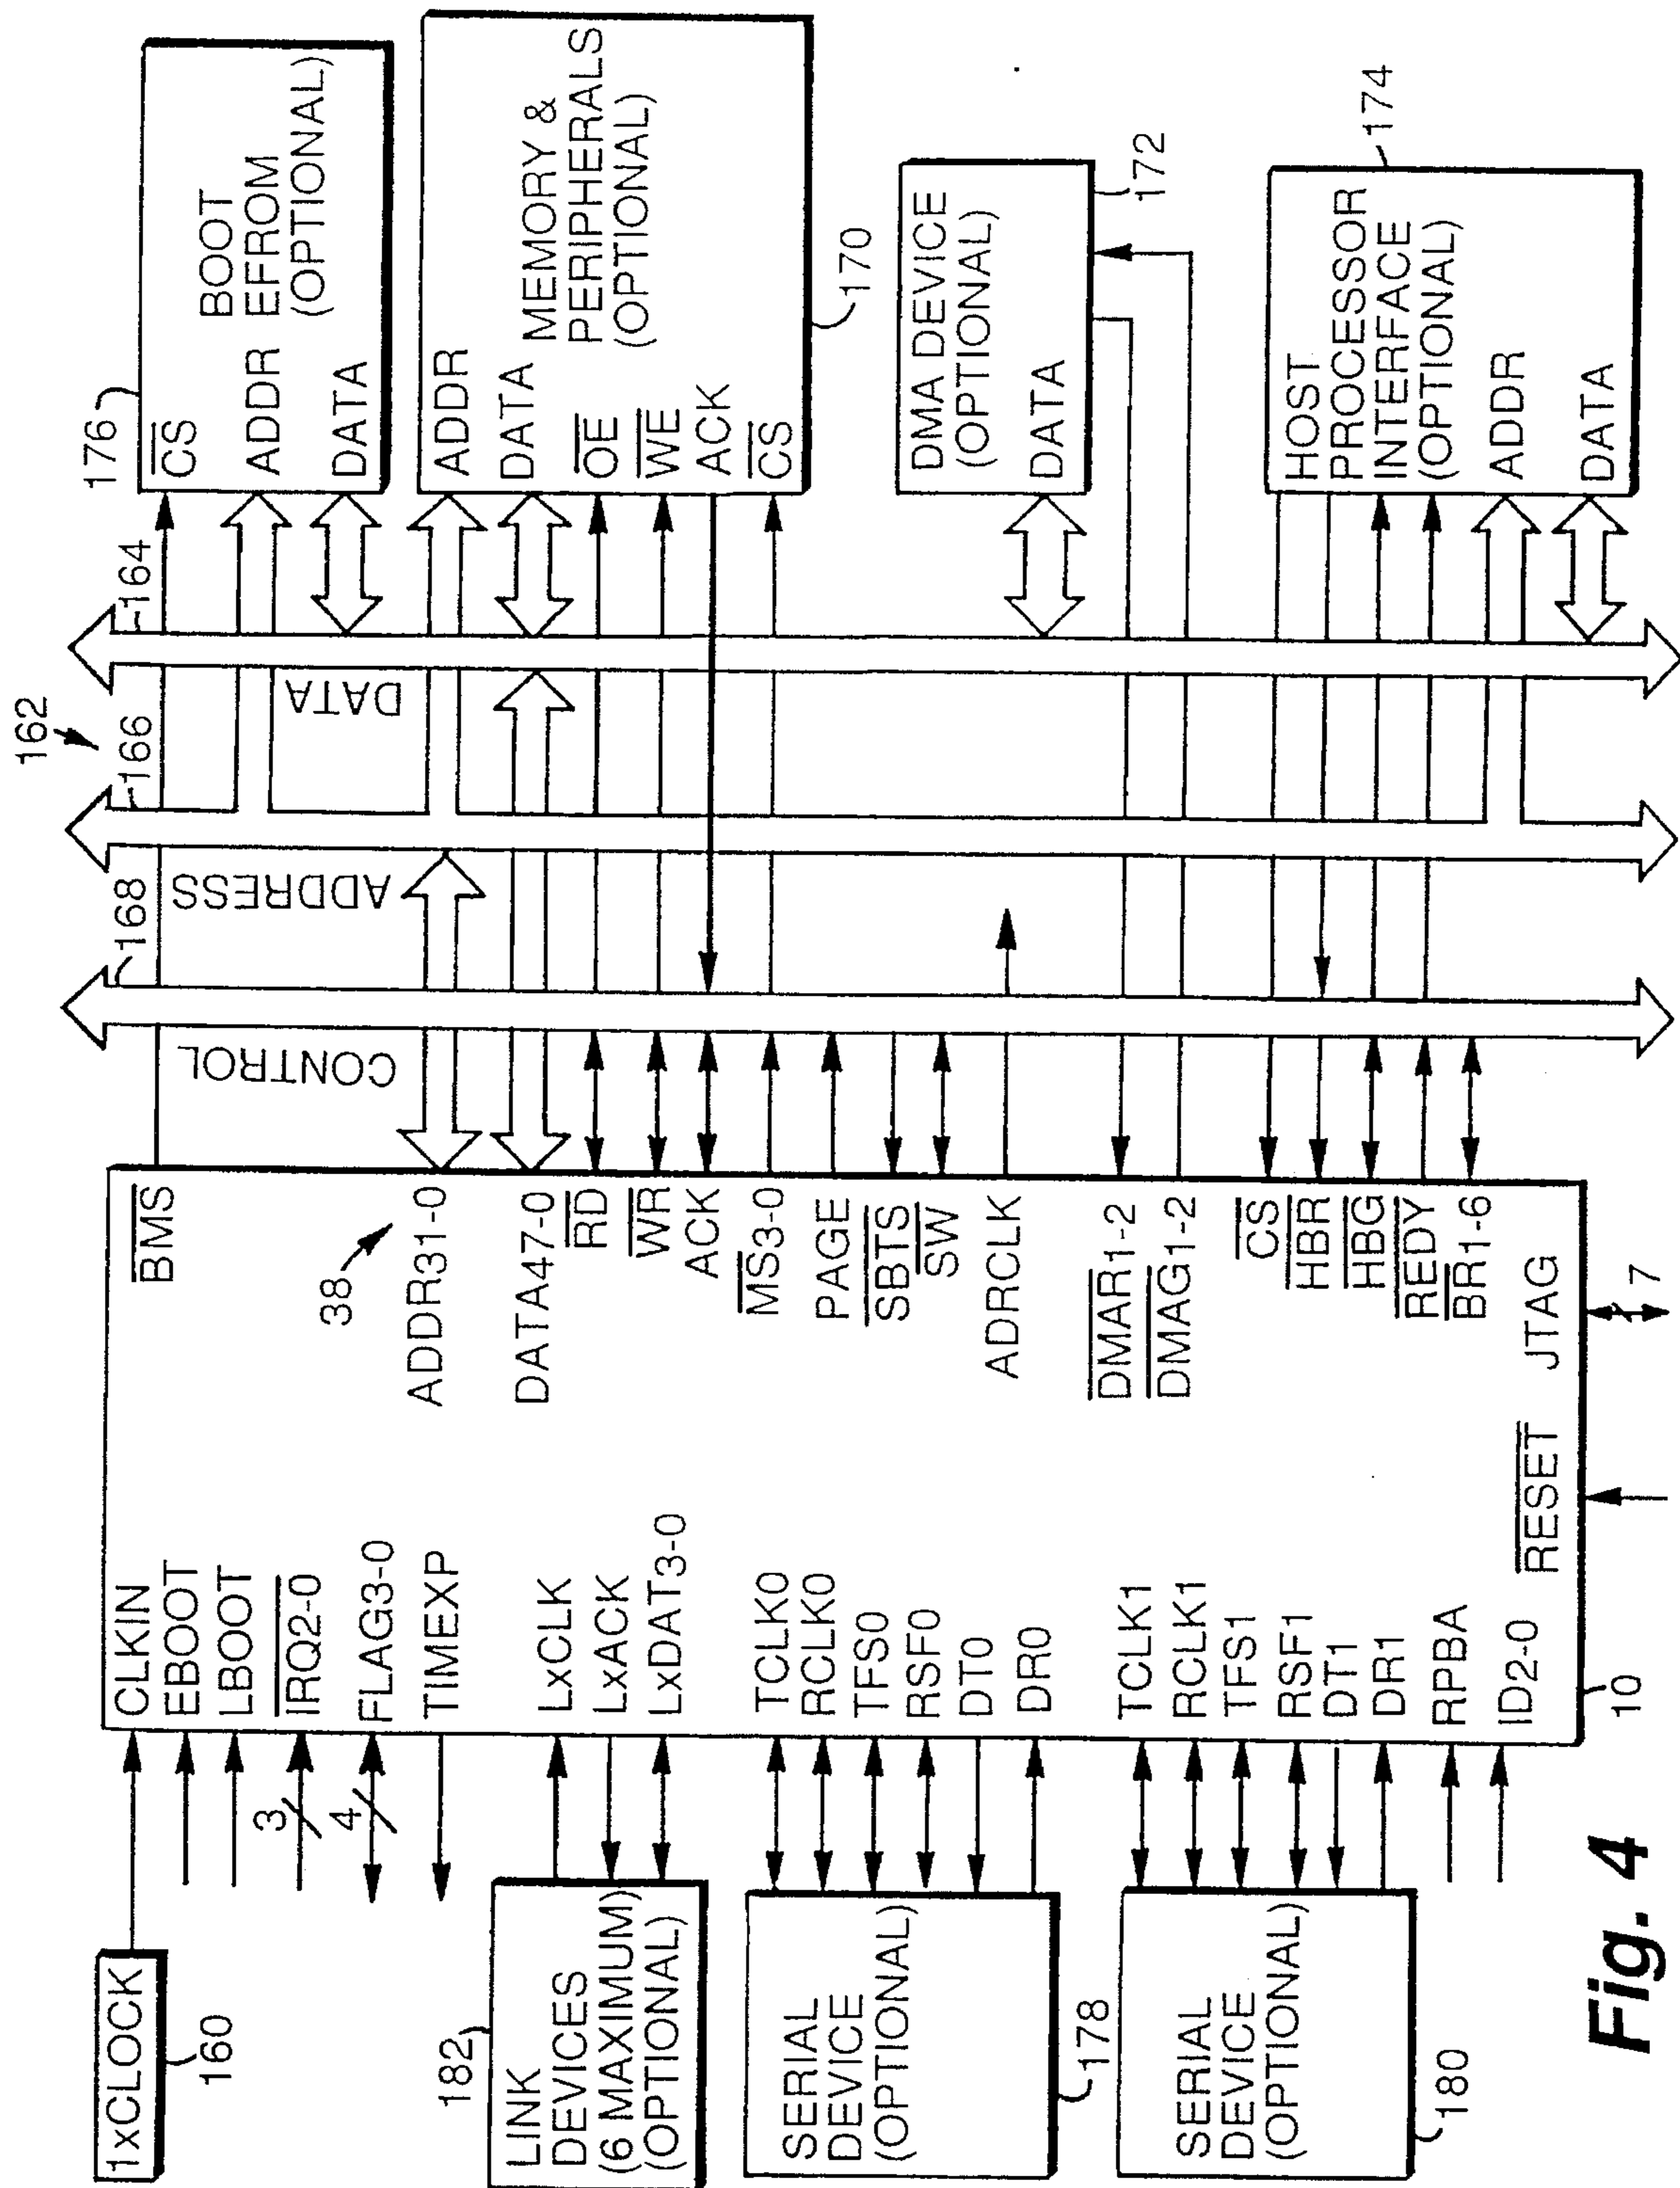 1xCLOCK
160
CLKIN
EBOOT
LBOOT
IRQ2-0
3
FLAG3-0
4
TIMEXP
182
LINK
DEVICES
(6 MAXIMUM)
(OPTIONAL)
LxCLK
LxACK
LxDAT3-0
SERIAL
DEVICE
(OPTIONAL)
178
TCLK0
RCLK0
TFS0
RSF0
DT0
DR0
SERIAL
DEVICE
(OPTIONAL)
180
TCLK1
RCLK1
TFS1
RSF1
DT1
DR1
RPBA
ID2-0
10
RESET
JTAG
7
BMS
38
ADDR31-0
DATA47-0
RD
WR
ACK
MS3-0
PAGE
SBTS
SW
ADRCLK
DMAR1-2
DMAG1-2
CS
HBR
HBG
REDY
BR1-6
CONTROL
168
ADDRESS
166
162
DATA
164
176
CS
ADDR
DATA
BOOT
EFROM
(OPTIONAL)
ADDR
DATA
OE
WE
ACK
CS
MEMORY &
PERIPHERALS
(OPTIONAL)
170
DMA DEVICE
(OPTIONAL)
DATA
172
174
HOST
PROCESSOR
INTERFACE
(OPTIONAL)
ADDR
DATA
Fig. 4